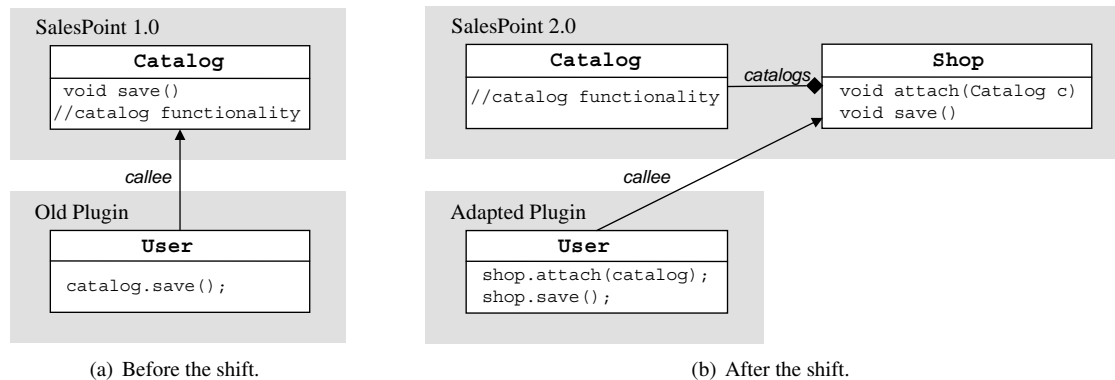 SalesPoint 1.0
Catalog
void save()
//catalog functionality
callee
Old Plugin
User
catalog.save();
(a) Before the shift.
SalesPoint 2.0
Catalog
//catalog functionality
catalogs
Shop
void attach(Catalog c)
void save()
callee
Adapted Plugin
User
shop.attach(catalog);
shop.save();
(b) After the shift.